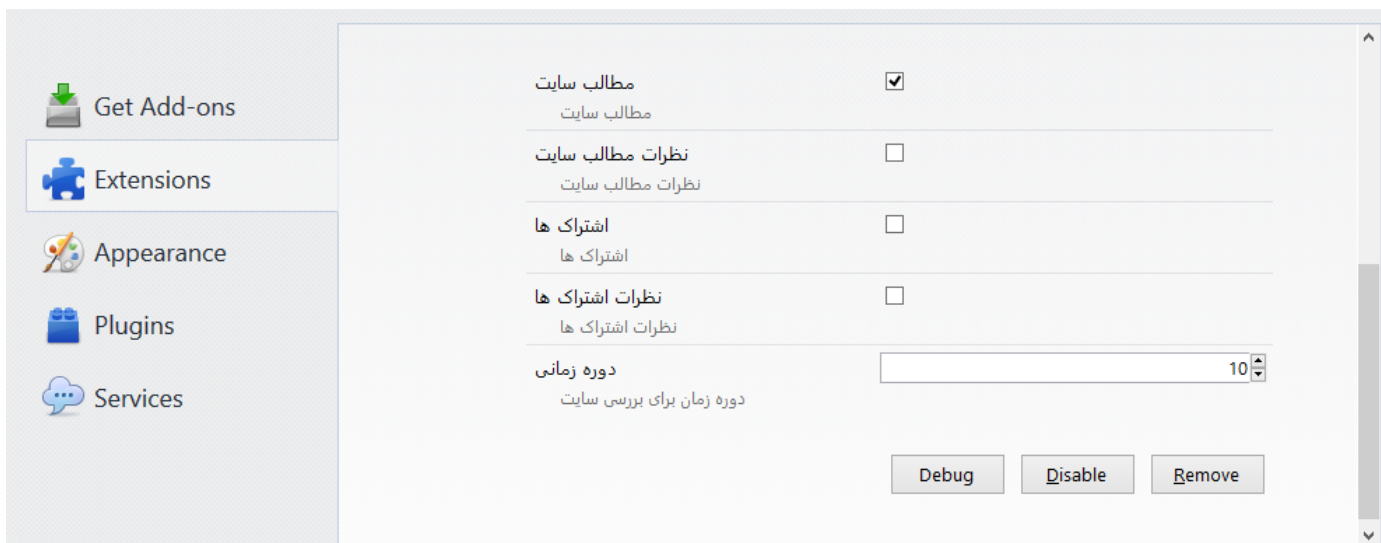 Get Add-ons
Extensions
Appearance
Plugins
Services
مطالب سایت
مطالب سایت
نظرات مطالب سایت
نظرات مطالب سایت
اشتراک ها
اشتراک ها
نظرات اشتراک ها
نظرات اشتراک ها
دوره زمانی
10
دوره زمان برای بررسی سایت
Debug Disable Remove